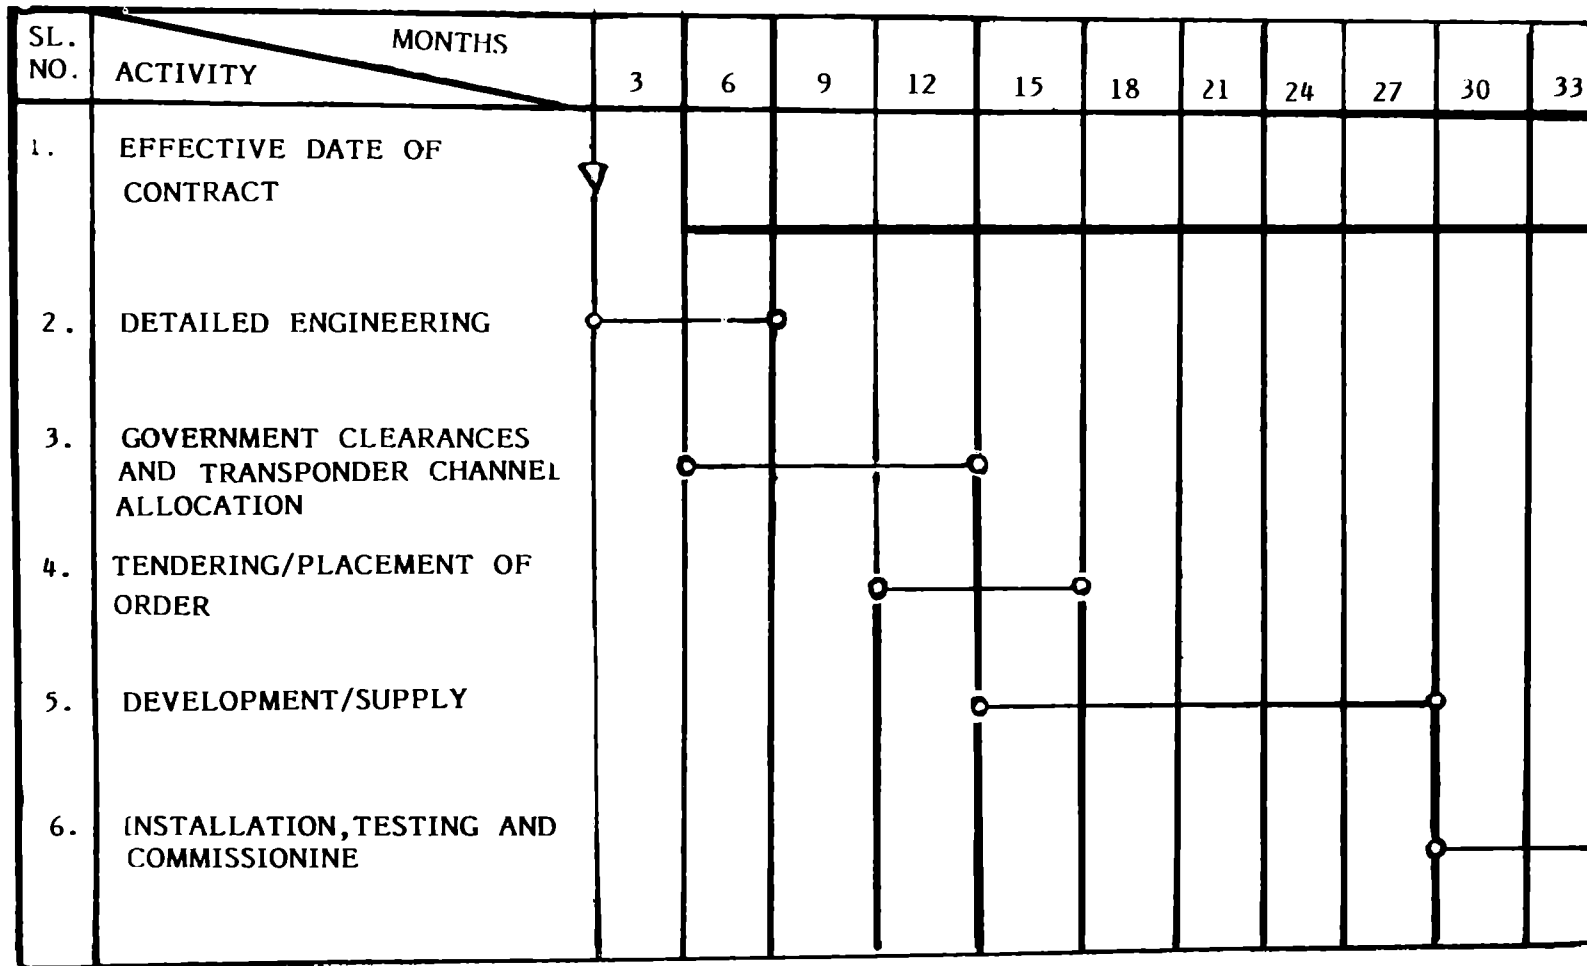 SL. MONTHS
NO. ACTIVITY 3 6 9 12 15 18 21 24 27 30 33
1. EFFECTIVE DATE OF
CONTRACT
2. DETAILED ENGINEERING
3. GOVERNMENT CLEARANCES
AND TRANSPONDER CHANNEL
ALLOCATION
4. TENDERING/PLACEMENT OF
ORDER
5. DEVELOPMENT/SUPPLY
6. INSTALLATION, TESTING AND
COMMISSIONINE